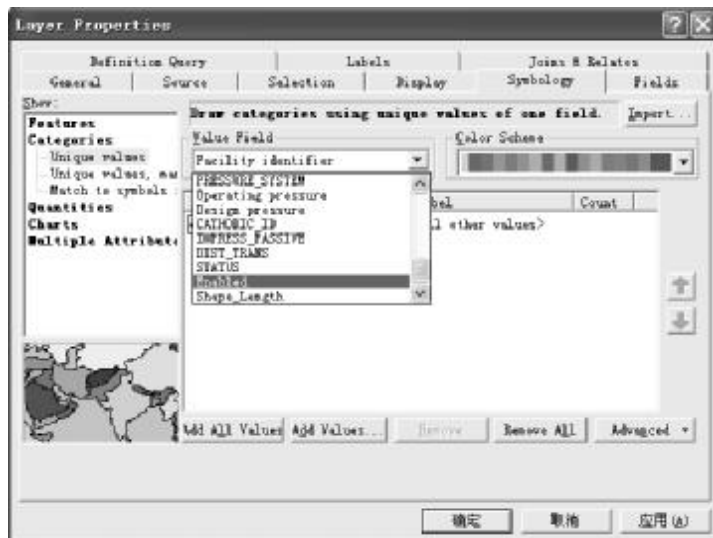 Layer Properties
Definition Query
Labels
Joins & Relates
General
Source
Selection
Display
Symbology
Fields
Show:
Features
Categories
Unique values
Unique values, man
Match to symbols
Quantities
Charts
Multiple Attribute
Draw categories using unique values of one field.
Import...
Value Field
Facility identifier
Color Scheme
PRESSURE_SYSTEM
Operating pressure
Design pressure
CATHODIC_ID
IMPRESS_PASSIVE
DIST_TRANS
STATUS
Enabled
Shape_Length
bel
Count
l other values>
Add All Values
Add Values...
Remove
Remove All
Advanced
确定
取消
应用(A)